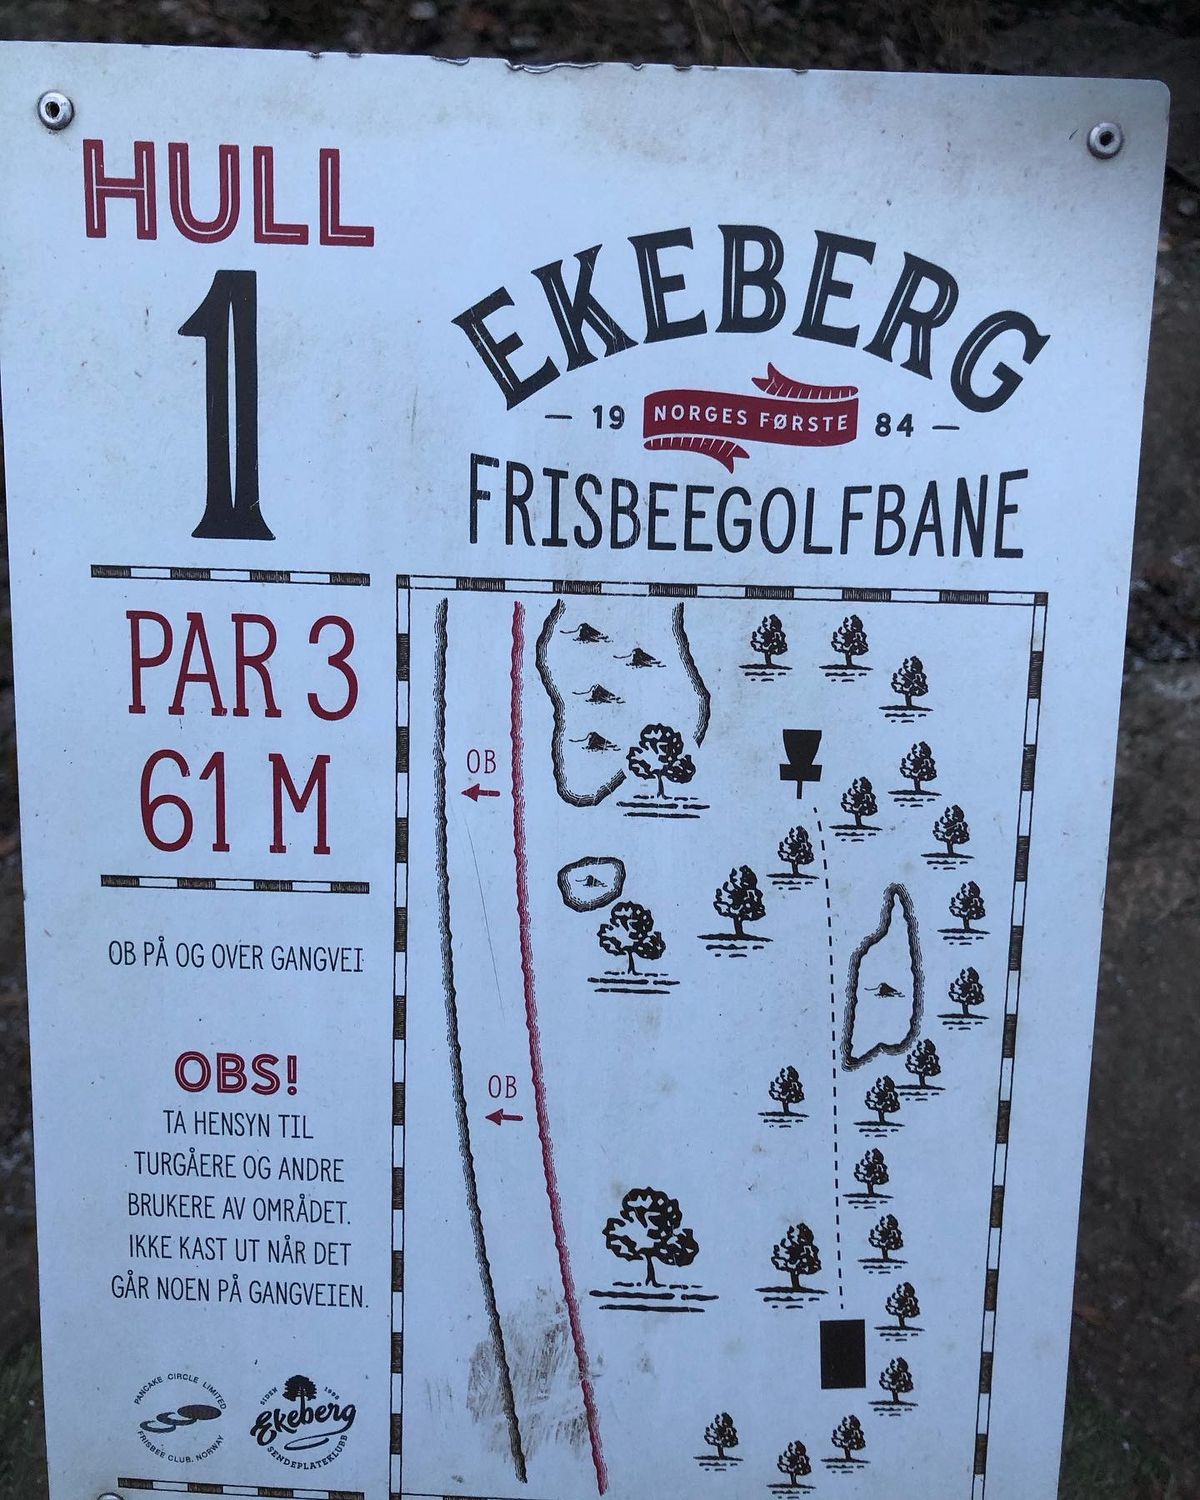 HULL
1
EKEBERG
19 NORGES FØRSTE 84
FRISBEEGOLFBANE
PAR 3
61 M
OB PÅ OG OVER GANGVEI
OBS!
TA HENSYN TIL
TURGÅERE OG ANDRE
BRUKERE AV OMRÅDET.
IKKE KAST UT NÅR DET
GÅR NOEN PÅ GANGVEIEN.
OB
OB
PANCAKE CIRCLE LIMITED
FRISBEE CLUB. NORWAY
SIDEN
Ekeberg
SENDEPLATEKLUBB